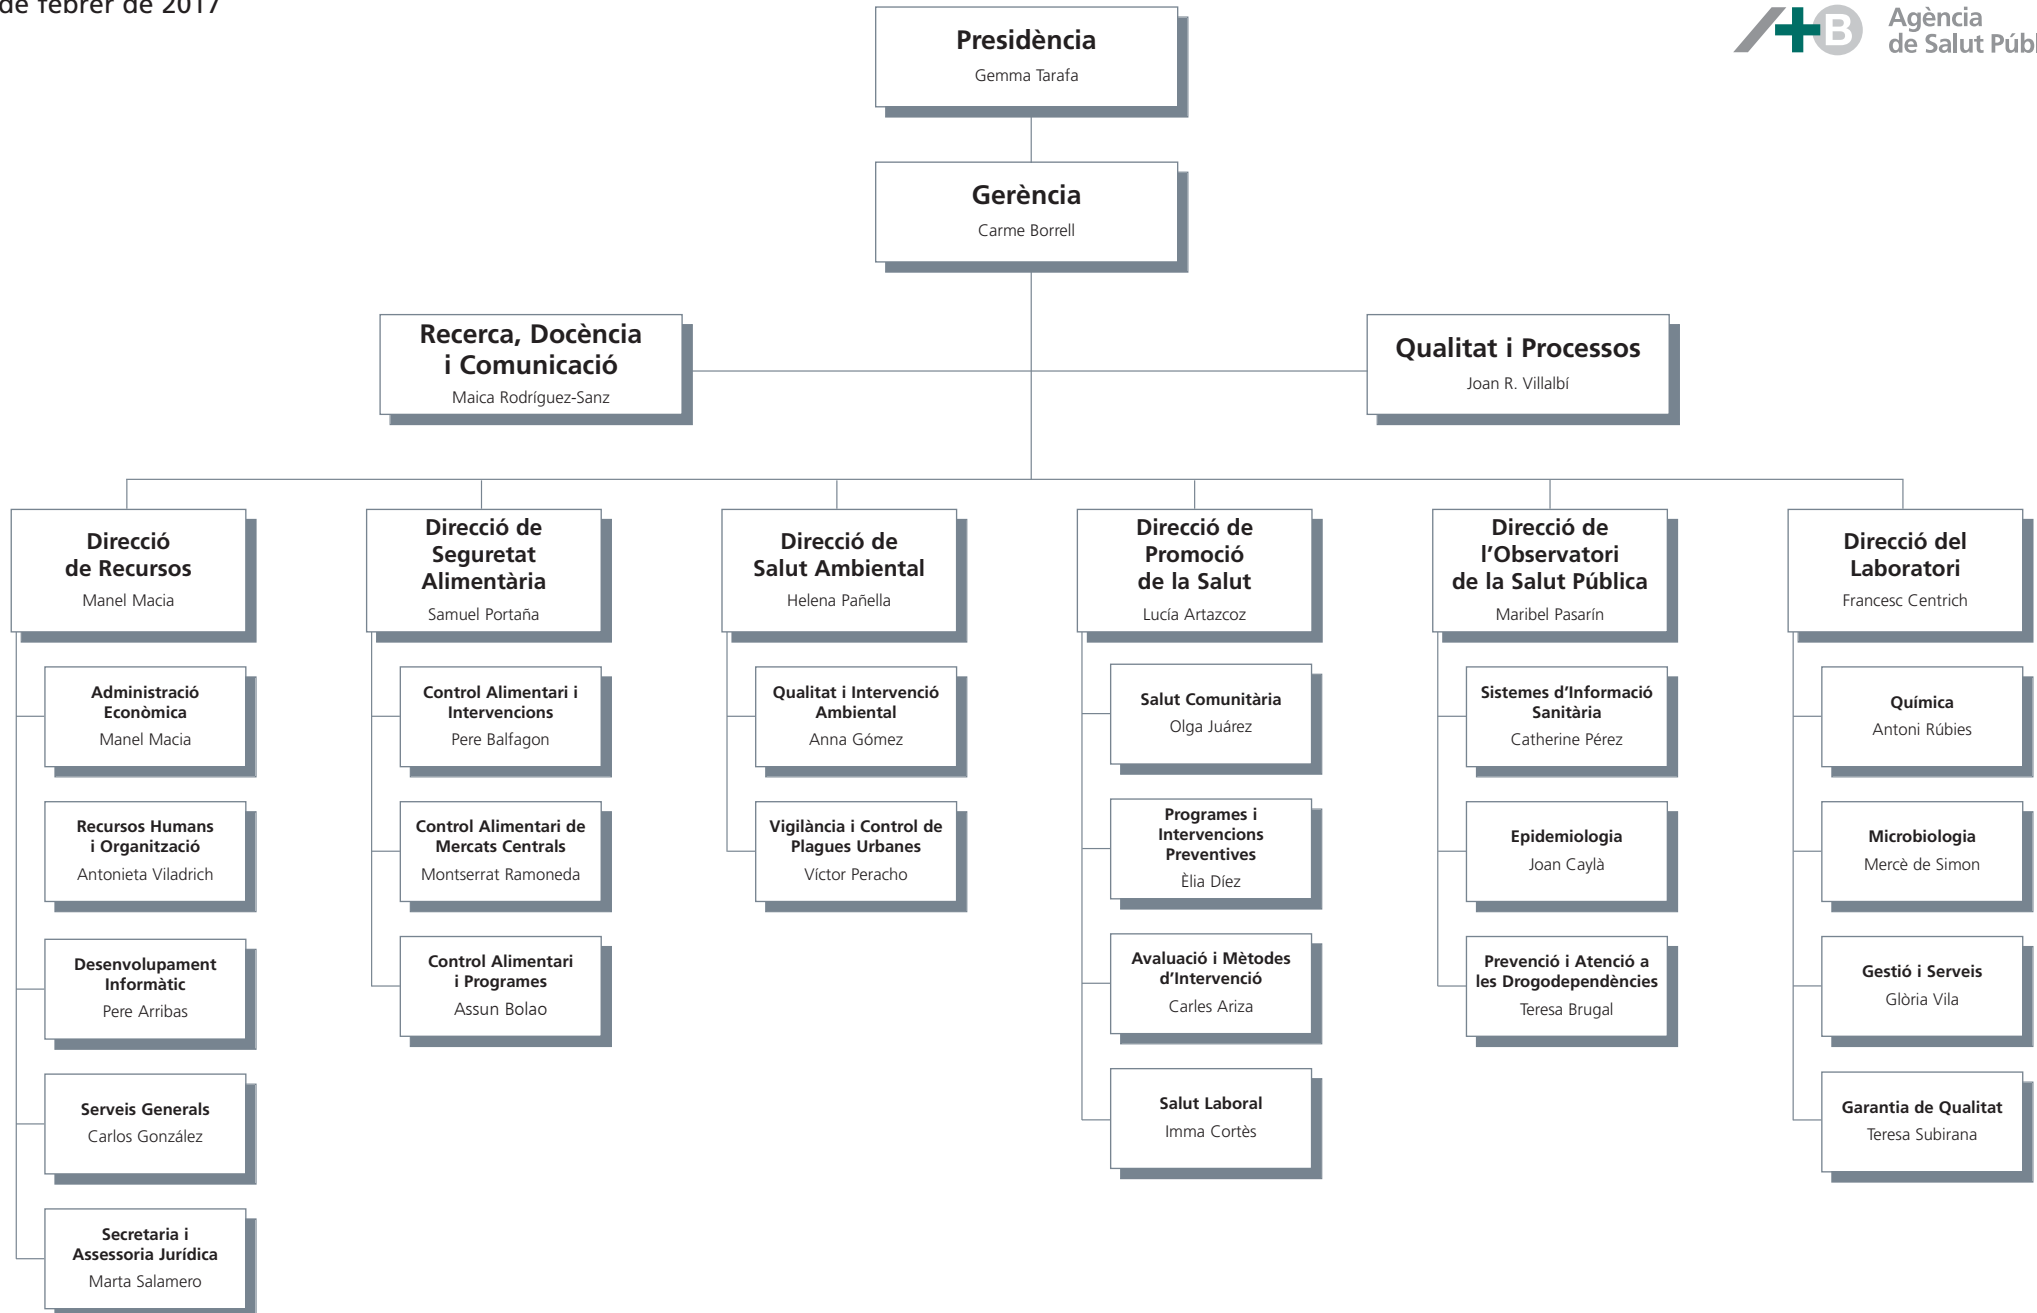 de febrer de 2017
Agència
de Salut
Presidència
Gemma Tarafa
Gerència
Carme Borrell
Recerca, Docència
i Comunicació
Maica Rodríguez-Sanz
Qualitat i Processos
Joan R. Villalbí
Direcció
de Recursos
Manel Macia
Administració
Econòmica
Manel Macia
Recursos Humans
i Organització
Antonieta Viladrich
Desenvolupament
Informàtic
Pere Arribas
Serveis Generals
Carlos González
Secretaria i
Assessoria Jurídica
Marta Salamero
Direcció de
Seguretat
Alimentària
Samuel Portaña
Control Alimentari i
Intervencions
Pere Balfagon
Control Alimentari de
Mercats Centrals
Montserrat Ramoneda
Control Alimentari
i Programes
Assun Bolao
Direcció de
Salut Ambiental
Helena Pañella
Qualitat i Intervenció
Ambiental
Anna Gómez
Vigilància i Control de
Plagues Urbanes
Víctor Peracho
Direcció de
Promoció
de la Salut
Lucía Artazcoz
Salut Comunitària
Olga Juárez
Programes i
Intervencions
Preventives
Èlia Díez
Avaluació i Mètodes
d’Intervenció
Carles Ariza
Salut Laboral
Imma Cortès
Direcció de
l’Observatori
de la Salut Pública
Maribel Pasarín
Sistemes d’Informació
Sanitària
Catherine Pérez
Epidemiologia
Joan Caylà
Prevenció i Atenció a
les Drogodependències
Teresa Brugal
Direcció del
Laboratori
Francesc Centrich
Química
Antoni Rúbies
Microbiologia
Mercè de Simon
Gestió i Serveis
Glòria Vila
Garantia de Qualitat
Teresa Subirana